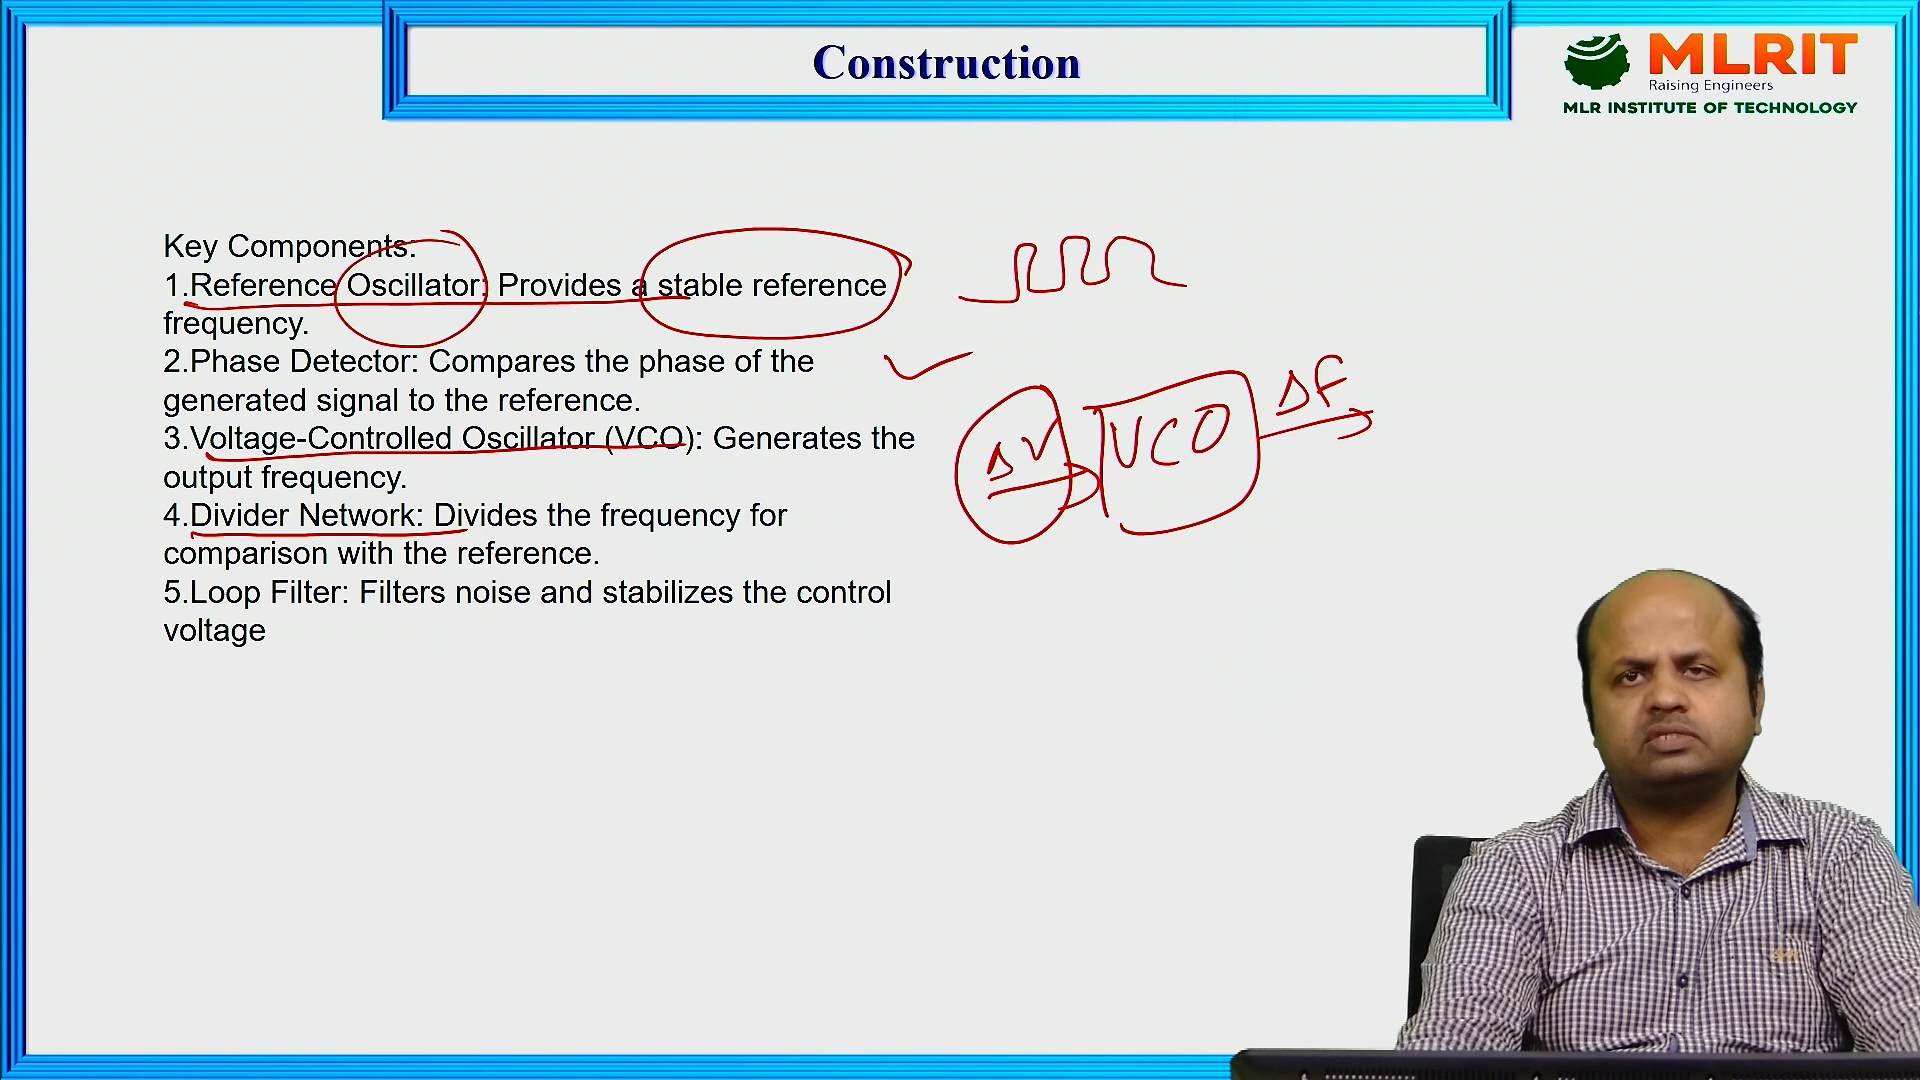 Construction
MLRIT
Raising Engineers
MLR INSTITUTE OF TECHNOLOGY
Key Components:
1.Reference Oscillator: Provides a stable reference
frequency.
2.Phase Detector: Compares the phase of the
generated signal to the reference.
3.Voltage-Controlled Oscillator (VCO): Generates the
output frequency.
4.Divider Network: Divides the frequency for
comparison with the reference.
5.Loop Filter: Filters noise and stabilizes the control
voltage
ΔV
VCO
Δf